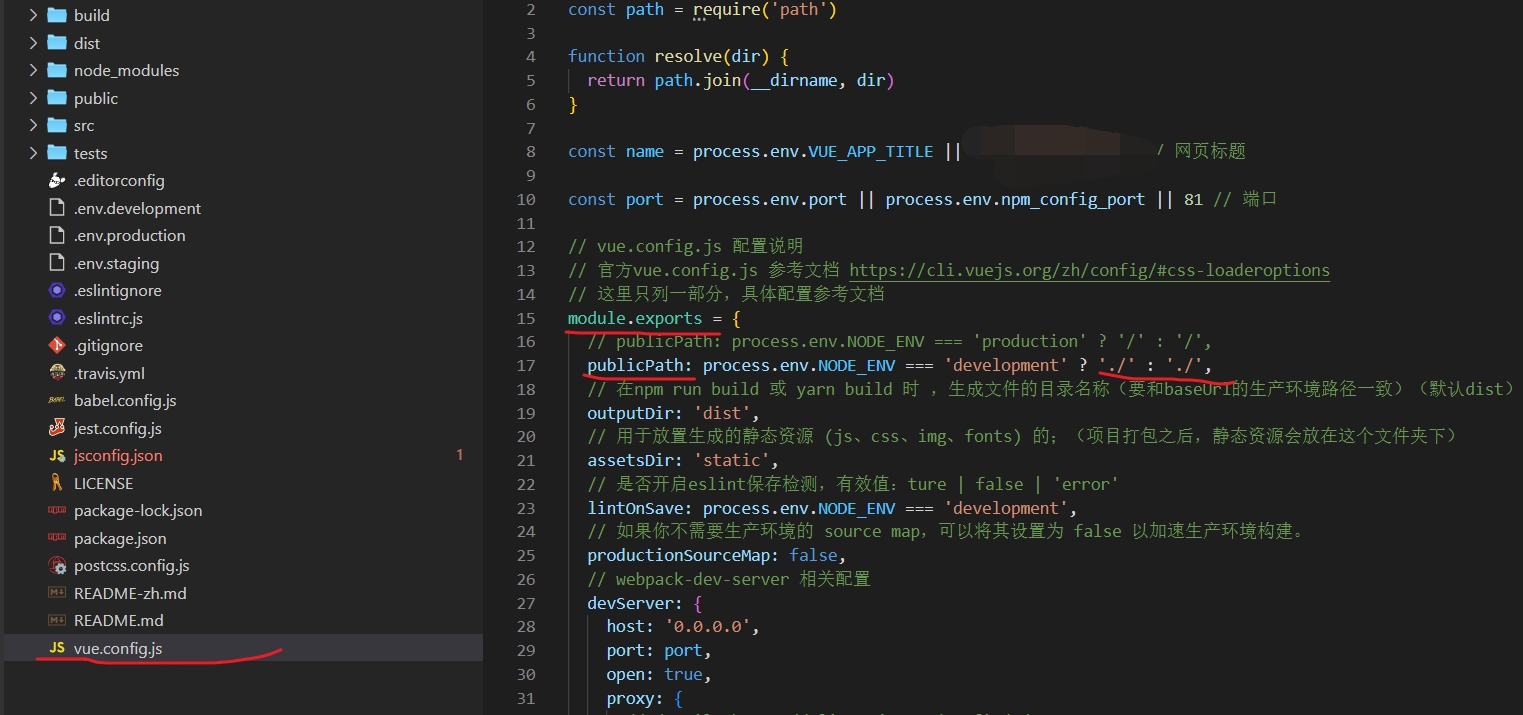 build
dist
node_modules
public
src
tests
.editorconfig
.env.development
.env.production
.env.staging
.eslintignore
.eslintrc.js
.gitignore
.travis.yml
babel.config.js
jest.config.js
jsconfig.json 1
LICENSE
package-lock.json
package.json
postcss.config.js
README-zh.md
README.md
vue.config.js
2 const path = require('path')
3
4 function resolve(dir) {
5 return path.join(__dirname, dir)
6 }
7
8 const name = process.env.VUE_APP_TITLE || / 网页标题
9
10 const port = process.env.port || process.env.npm_config_port || 81 // 端口
11
12 // vue.config.js 配置说明
13 // 官方vue.config.js 参考文档 https://cli.vuejs.org/zh/config/#css-loaderoptions
14 // 这里只列一部分，具体配置参考文档
15 module.exports = {
16 // publicPath: process.env.NODE_ENV === 'production' ? '/' : '/',
17 publicPath: process.env.NODE_ENV === 'development' ? './' : './',
18 // 在npm run build 或 yarn build 时 ，生成文件的目录名称（要和baseUrl的生产环境路径一致）（默认dist）
19 outputDir: 'dist',
20 // 用于放置生成的静态资源 (js、css、img、fonts) 的；（项目打包之后，静态资源会放在这个文件夹下）
21 assetsDir: 'static',
22 // 是否开启eslint保存检测，有效值：ture | false | 'error'
23 lintOnSave: process.env.NODE_ENV === 'development',
24 // 如果你不需要生产环境的 source map，可以将其设置为 false 以加速生产环境构建。
25 productionSourceMap: false,
26 // webpack-dev-server 相关配置
27 devServer: {
28 host: '0.0.0.0',
29 port: port,
30 open: true,
31 proxy: {